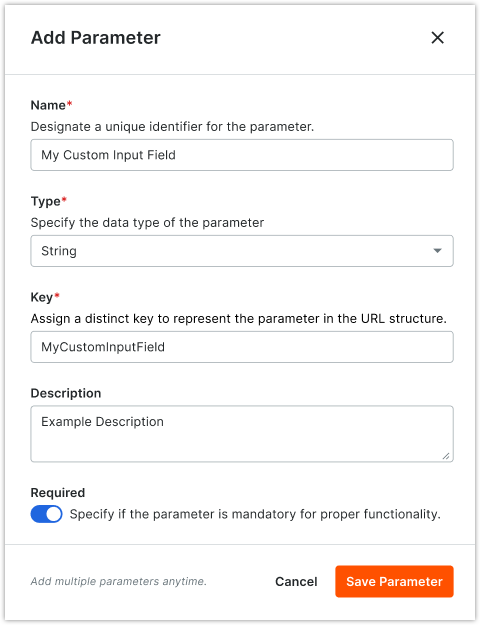 Add Parameter
Name*
Designate a unique identifier for the parameter.
My Custom Input Field
Type*
Specify the data type of the parameter
String
Key*
Assign a distinct key to represent the parameter in the URL structure.
MyCustomInputField
Description
Example Description
Required
Specify if the parameter is mandatory for proper functionality.
Add multiple parameters anytime.
Cancel
Save Parameter